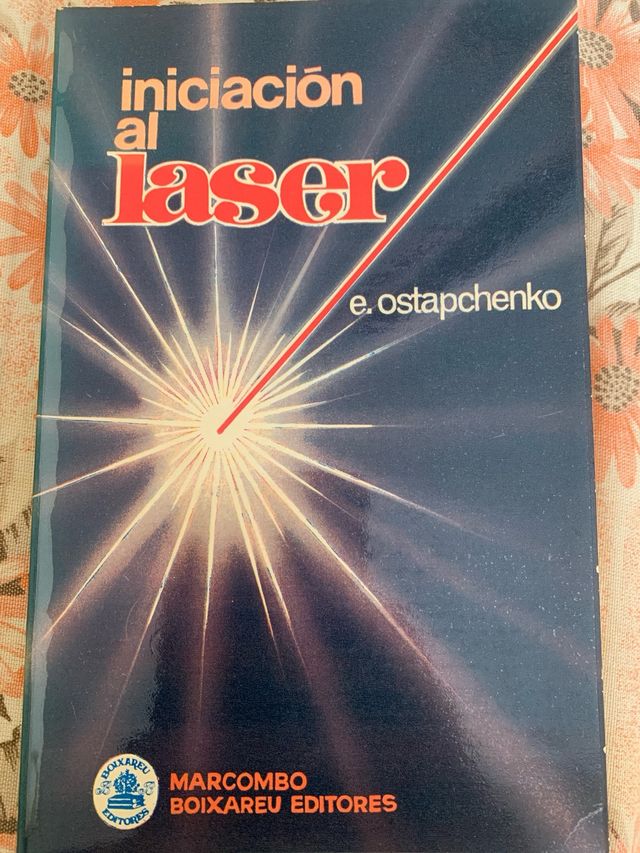 iniciación
al
laser
e. ostapchenko
BOIXAREU
EDITORES
MARCOMBO
BOIXAREU EDITORES